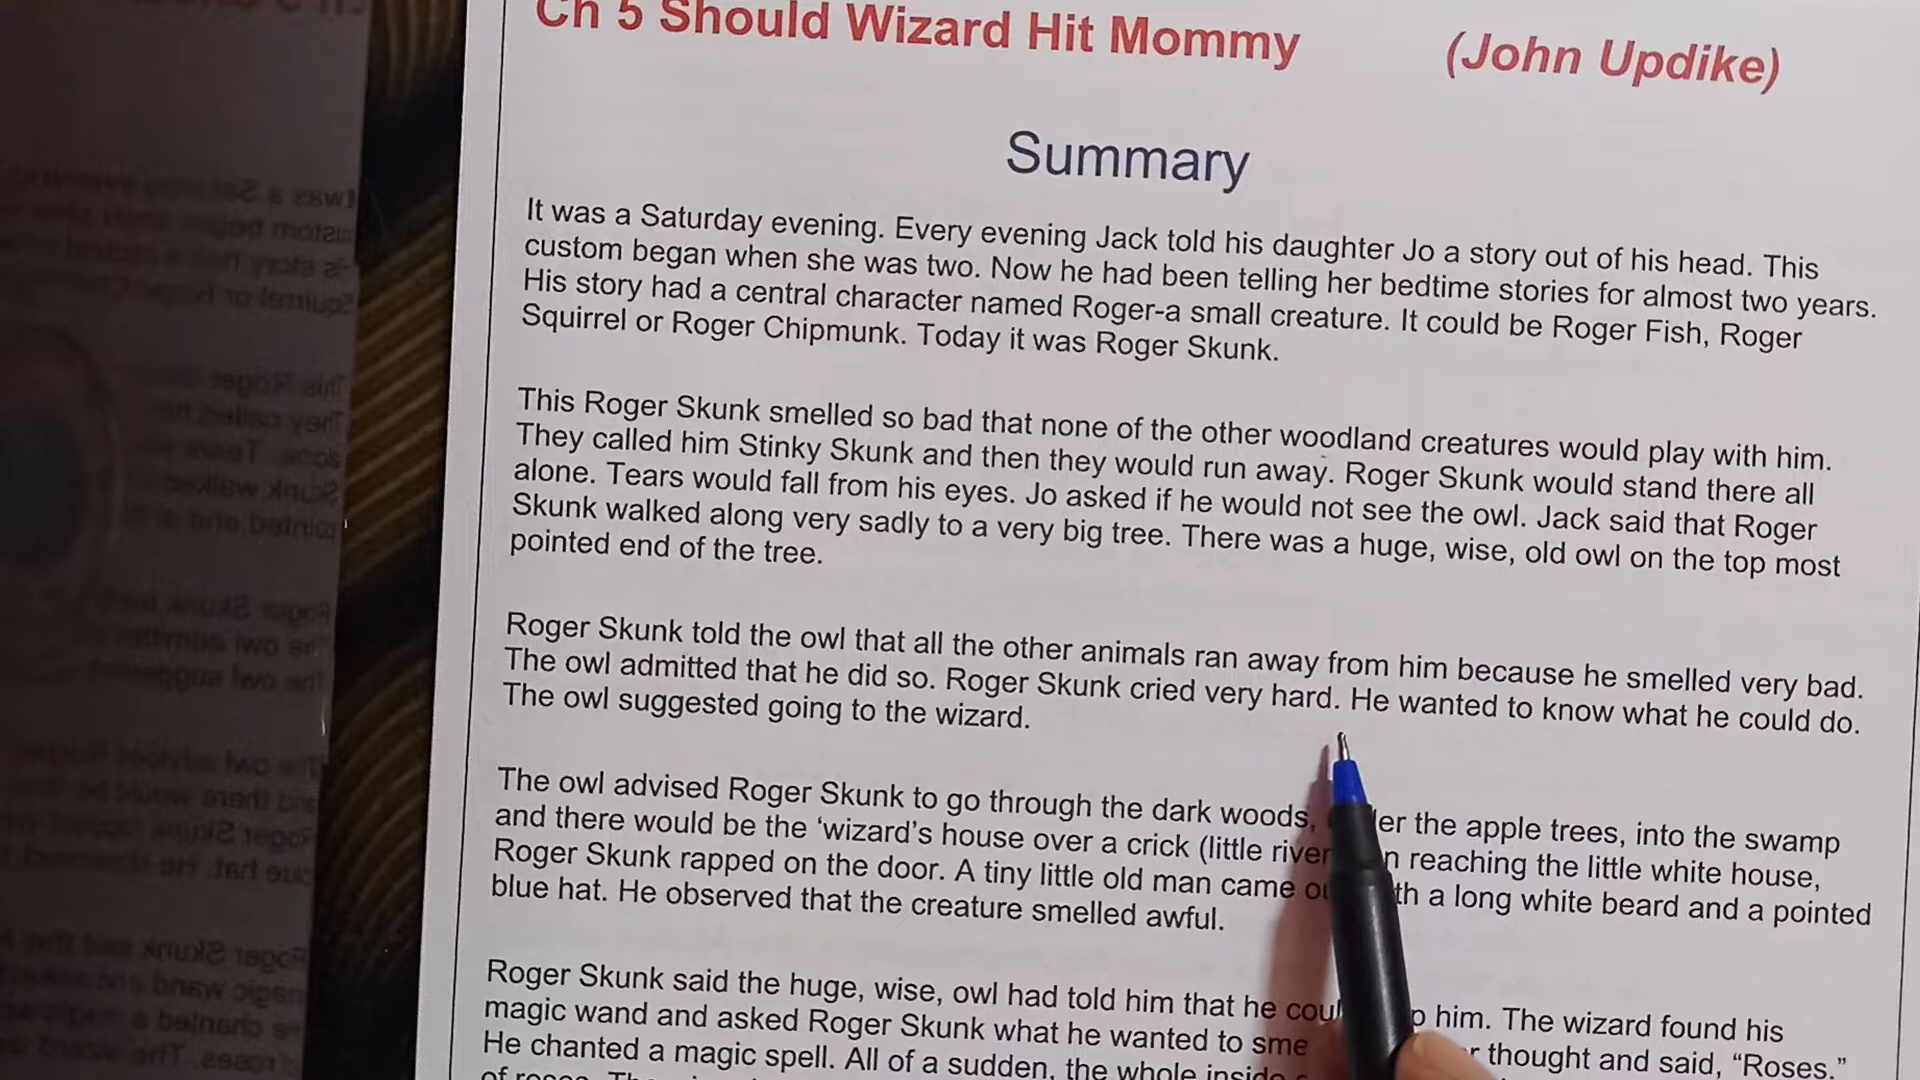 Ch 5 Should Wizard Hit Mommy (John Updike)
Summary
It was a Saturday evening. Every evening Jack told his daughter Jo a story out of his head. This
custom began when she was two. Now he had been telling her bedtime stories for almost two years.
His story had a central character named Roger-a small creature. It could be Roger Fish, Roger
Squirrel or Roger Chipmunk. Today it was Roger Skunk.
This Roger Skunk smelled so bad that none of the other woodland creatures would play with him.
They called him Stinky Skunk and then they would run away. Roger Skunk would stand there all
alone. Tears would fall from his eyes. Jo asked if he would not see the owl. Jack said that Roger
Skunk walked along very sadly to a very big tree. There was a huge, wise, old owl on the top most
pointed end of the tree.
Roger Skunk told the owl that all the other animals ran away from him because he smelled very bad.
The owl admitted that he did so. Roger Skunk cried very hard. He wanted to know what he could do.
The owl suggested going to the wizard.
The owl advised Roger Skunk to go through the dark woods, the apple trees, into the swamp
and there would be the ‘wizard’s house over a crick (little river reaching the little white house,
Roger Skunk rapped on the door. A tiny little old man came a long white beard and a pointed
blue hat. He observed that the creature smelled awful.
Roger Skunk said the huge, wise, owl had told him that he him. The wizard found his
magic wand and asked Roger Skunk what he wanted to thought and said, “Roses.”
He chanted a magic spell. All of a sudden, the whole inside
of roses.